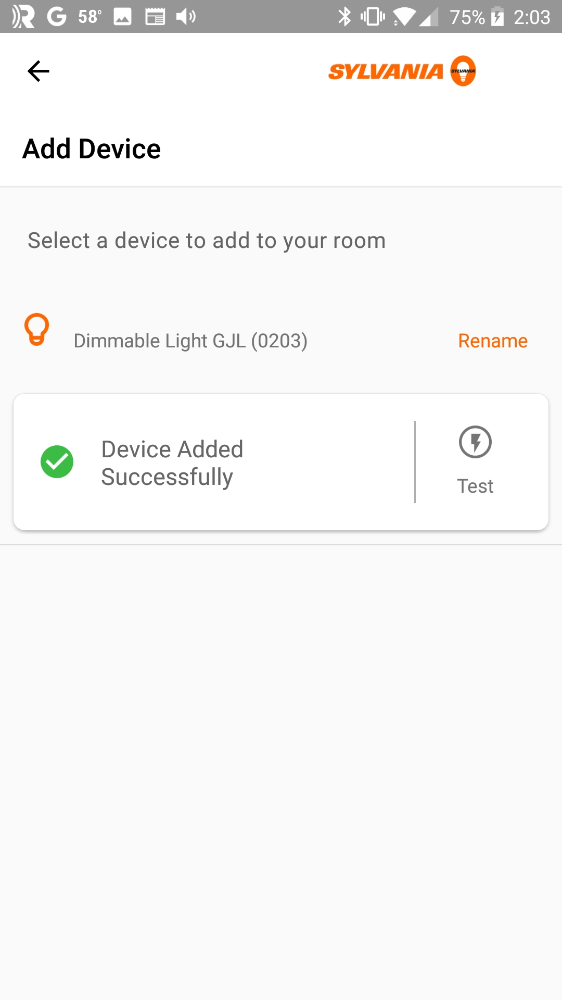 58° 75% 2:03
SYLVANIA SYLVANIA
Add Device
Select a device to add to your room
Dimmable Light GJL (0203) Rename
Device Added
Successfully
Test